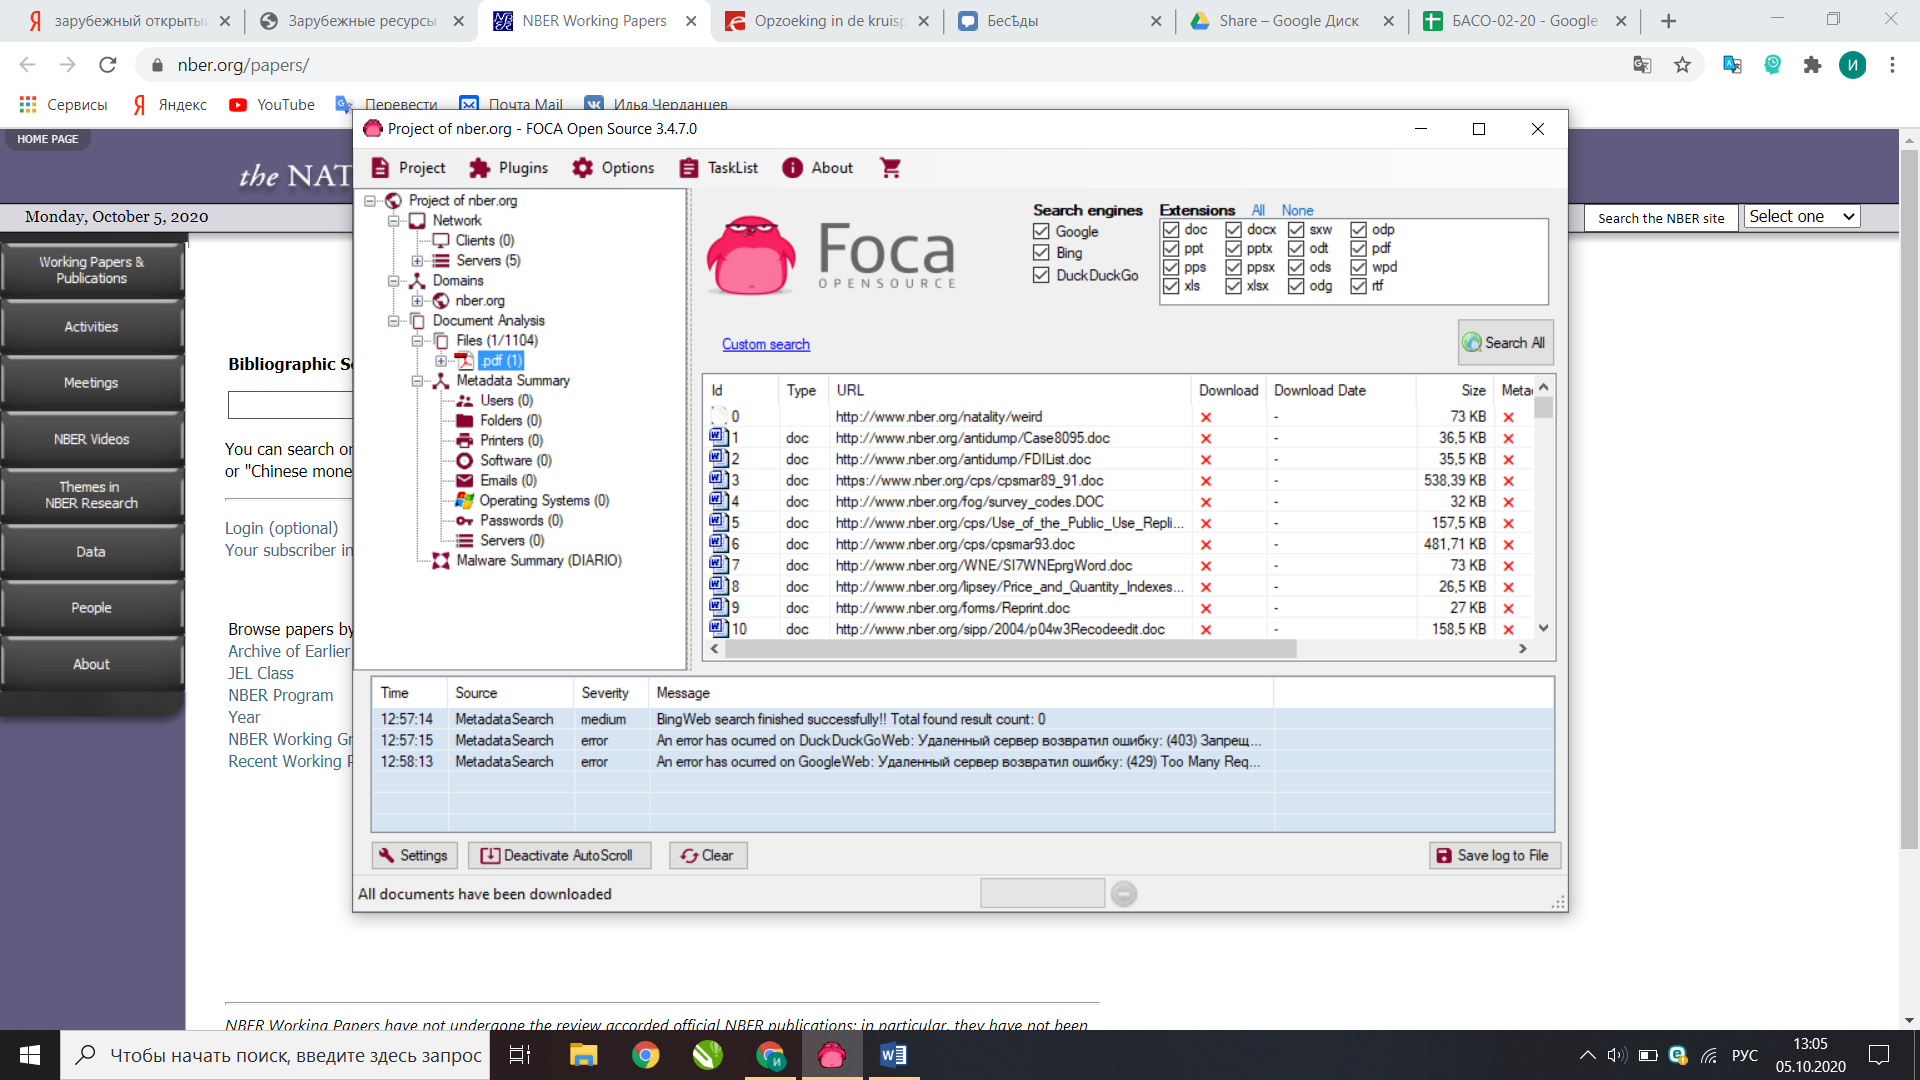 зарубежный открыты
Зарубежные ресурсы
NBER Working Papers
Opzoeking in de kruisp
Бесѣды
Share – Google Диск
БАСО-02-20 - Google
nber.org/papers/
И
Сервисы
Яндекс
YouTube
Перевести
Почта Mail
Илья Черданцев
HOME PAGE
the NAT
Monday, October 5, 2020
Search the NBER site
Select one
Working Papers &
Publications
Activities
Meetings
NBER Videos
Themes in
NBER Research
Data
People
About
Bibliographic Se
You can search or
or "Chinese mone
Login (optional)
Your subscriber in
Browse papers by
Archive of Earlier
JEL Class
NBER Program
Year
NBER Working Gr
Recent Working P
NBER Working Papers have not undergone the review accorded official NBER publications; in particular, they have not been
Project of nber.org - FOCA Open Source 3.4.7.0
Project Plugins Options TaskList About
Project of nber.org
Network
Clients (0)
Servers (5)
Domains
nber.org
Document Analysis
Files (1/1104)
.pdf (1)
Metadata Summary
Users (0)
Folders (0)
Printers (0)
Software (0)
Emails (0)
Operating Systems (0)
Passwords (0)
Servers (0)
Malware Summary (DIARIO)
Foca
OPENSOURCE
Search engines
Google
Bing
DuckDuckGo
Extensions All None
doc docx sxw odp
ppt pptx odt pdf
pps ppsx ods wpd
xls xlsx odg rtf
Custom search
Search All
Id Type URL Download Download Date Size Meta
0 http://www.nber.org/natality/weird - 73 KB
1 doc http://www.nber.org/antidump/Case8095.doc - 36,5 KB
2 doc http://www.nber.org/antidump/FDIList.doc - 35,5 KB
3 doc https://www.nber.org/cps/cpsmar89_91.doc - 538,39 KB
4 doc http://www.nber.org/fog/survey_codes.DOC - 32 KB
5 doc http://www.nber.org/cps/Use_of_the_Public_Use_Repli... - 157,5 KB
6 doc http://www.nber.org/cps/cpsmar93.doc - 481,71 KB
7 doc http://www.nber.org/WNE/SI7WNEprgWord.doc - 73 KB
8 doc http://www.nber.org/lipsey/Price_and_Quantity_Indexes... - 26,5 KB
9 doc http://www.nber.org/forms/Reprint.doc - 27 KB
10 doc http://www.nber.org/sipp/2004/p04w3Recodeedit.doc - 158,5 KB
Time Source Severity Message
12:57:14 MetadataSearch medium BingWeb search finished successfully!! Total found result count: 0
12:57:15 MetadataSearch error An error has ocurred on DuckDuckGoWeb: Удаленный сервер возвратил ошибку: (403) Запрещ...
12:58:13 MetadataSearch error An error has ocurred on GoogleWeb: Удаленный сервер возвратил ошибку: (429) Too Many Req...
Settings
Deactivate AutoScroll
Clear
Save log to File
All documents have been downloaded
Чтобы начать поиск, введите здесь запрос
РУС
13:05
05.10.2020